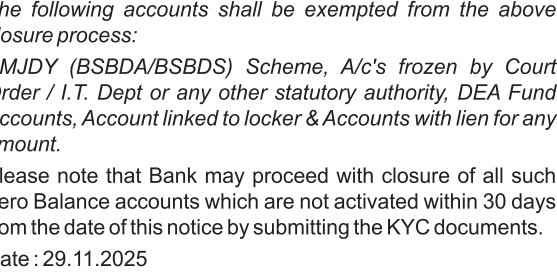 he following accounts shall be exempted from the above
losure process:
MJDY (BSBDA/BSBDS) Scheme, A/c's frozen by Court
rder / I.T. Dept or any other statutory authority, DEA Fund
ccounts, Account linked to locker & Accounts with lien for any
mount.
lease note that Bank may proceed with closure of all such
ero Balance accounts which are not activated within 30 days
om the date of this notice by submitting the KYC documents.
ate : 29.11.2025